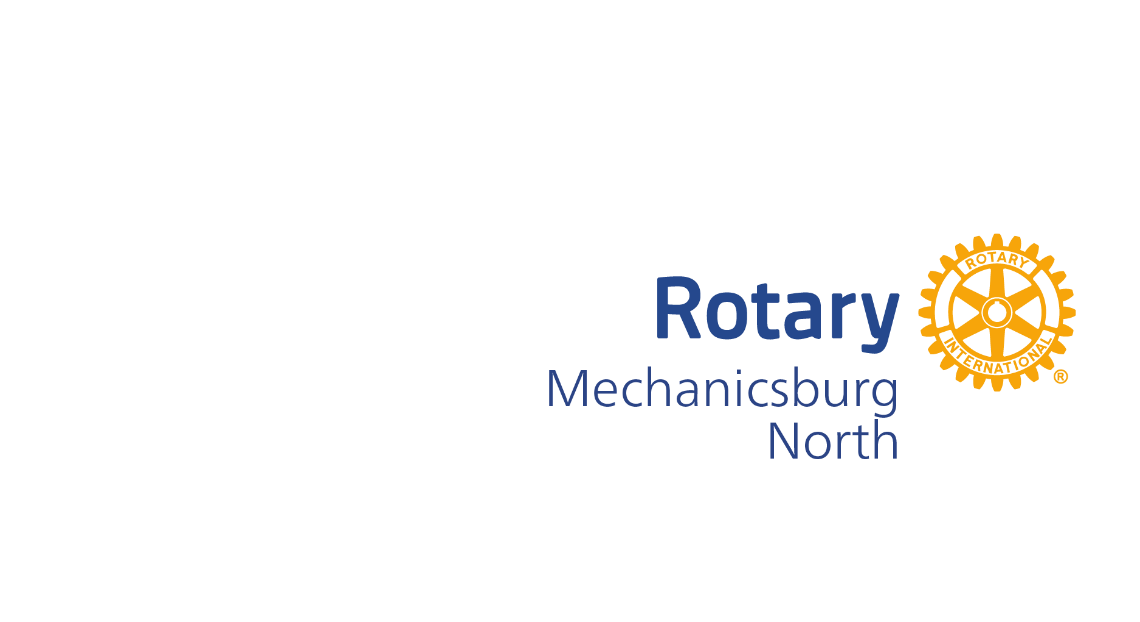 Rotary
Mechanicsburg
North
ROTARY
INTERNATIONAL
®